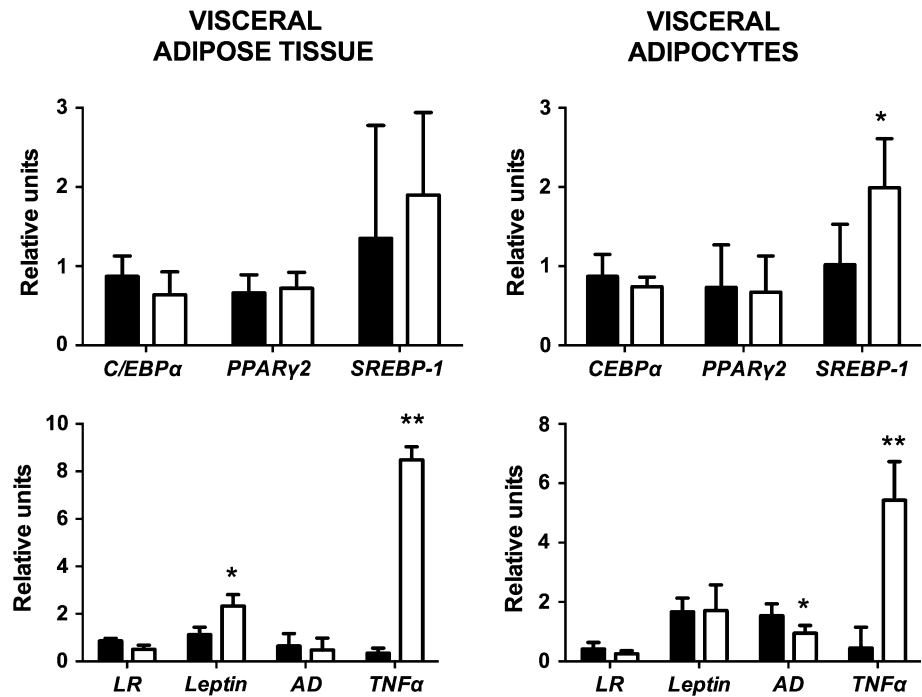 VISCERAL
ADIPOSE TISSUE
VISCERAL
ADIPOCYTES
Relative units
3
2
1
0
C/EBPα PPARγ2 SREBP-1
Relative units
3
2
1
0
*
CEBPα PPARγ2 SREBP-1
Relative units
10
8
6
4
2
0
*
**
LR Leptin AD TNFα
Relative units
8
6
4
2
0
*
**
LR Leptin AD TNFα